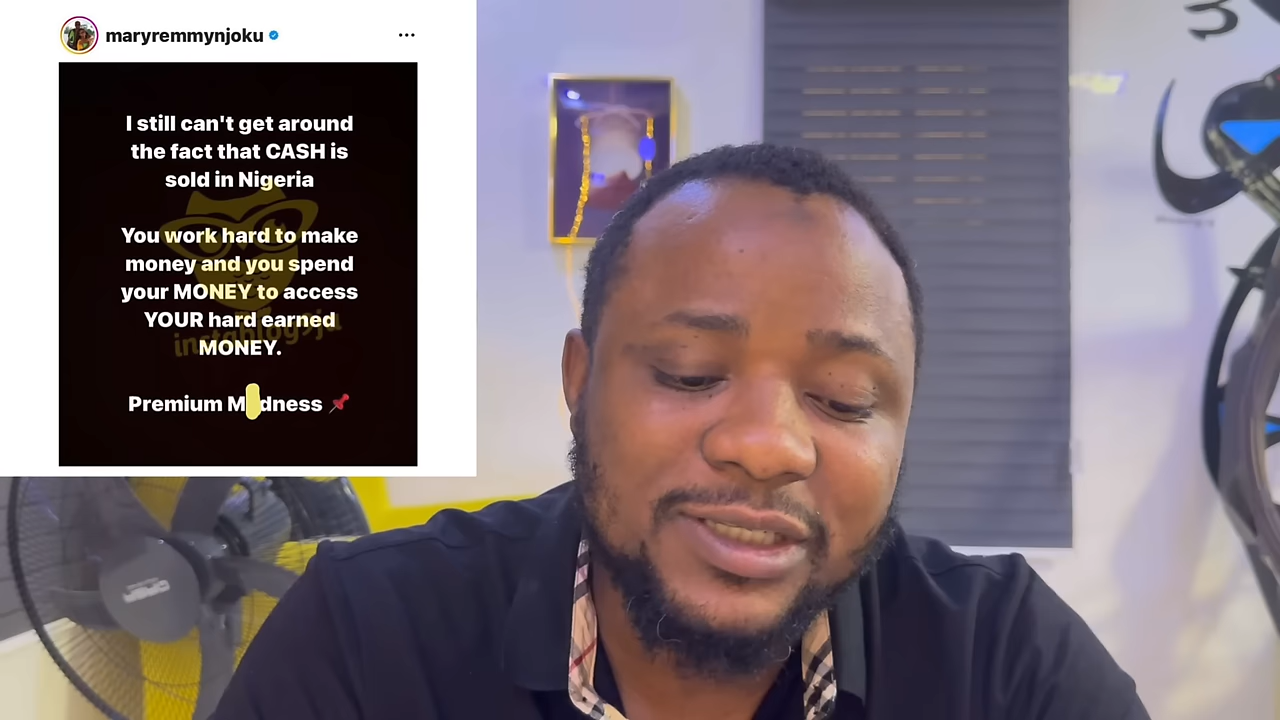 maryremmynjoku
I still can't get around
the fact that CASH is
sold in Nigeria
You work hard to make
money and you spend
your MONEY to access
YOUR hard earned
MONEY.
Premium M dness